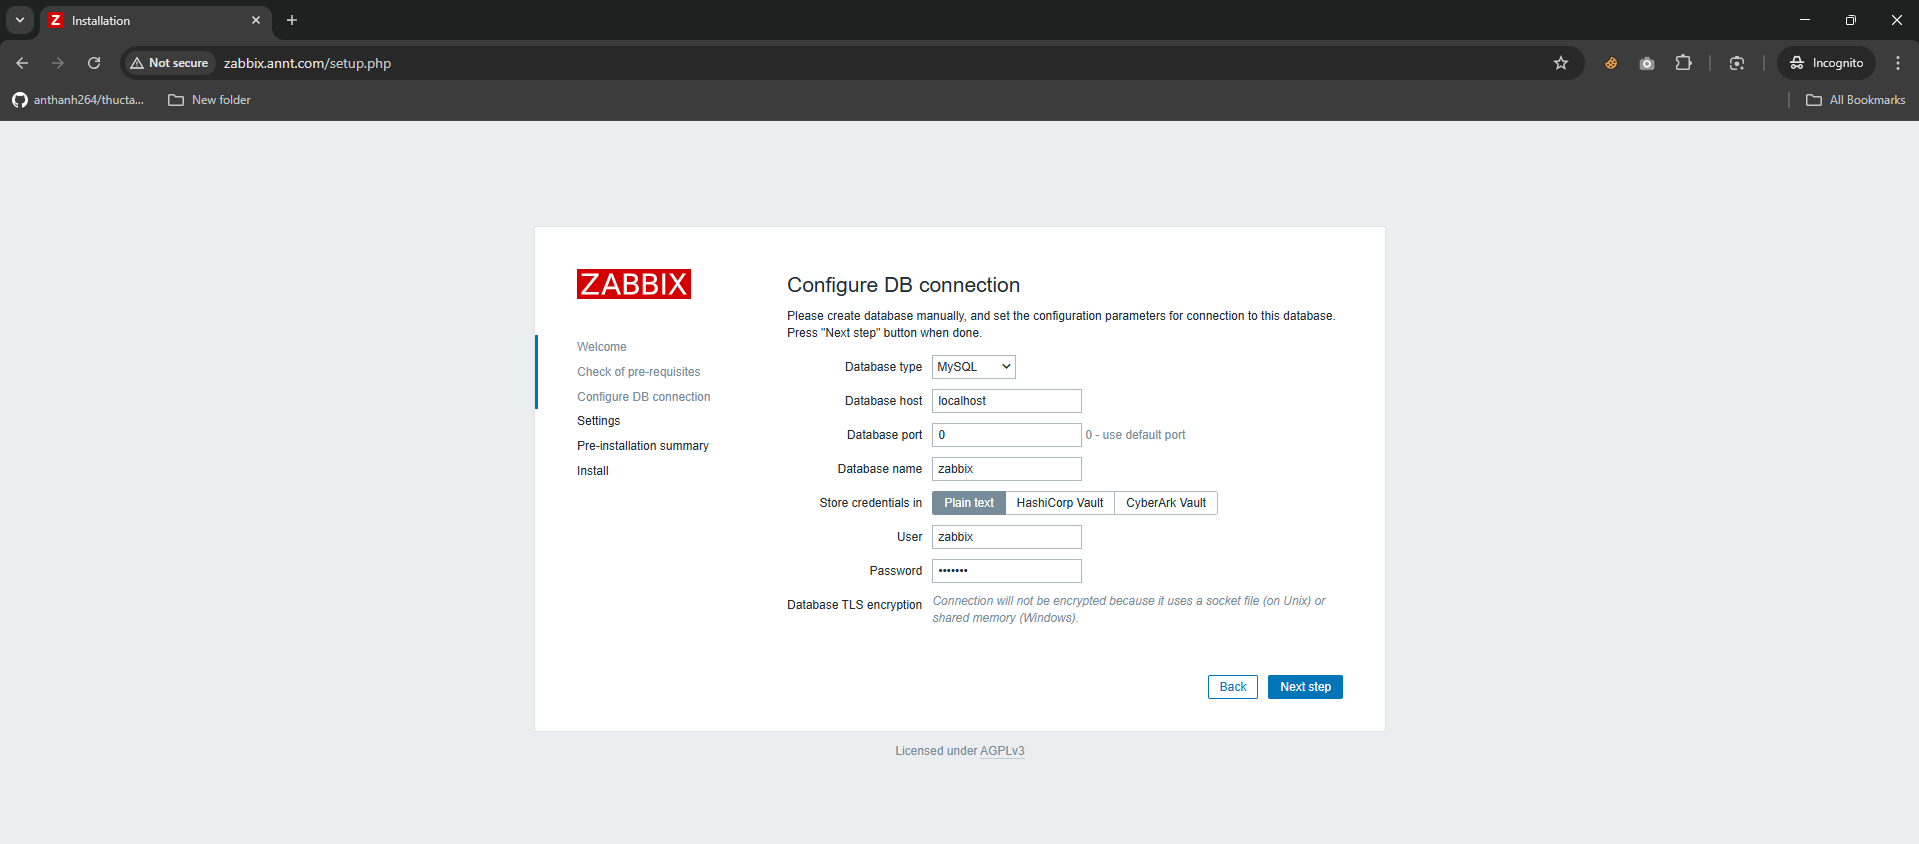 Z Installation
Not secure zabbix.annt.com/setup.php Incognito
anthanh264/thucta... New folder All Bookmarks
ZABBIX
Welcome
Check of pre-requisites
Configure DB connection
Settings
Pre-installation summary
Install
Configure DB connection
Please create database manually, and set the configuration parameters for connection to this database.
Press "Next step" button when done.
Database type MySQL
Database host localhost
Database port 0 0 - use default port
Database name zabbix
Store credentials in Plain text HashiCorp Vault CyberArk Vault
User zabbix
Password •••••••
Database TLS encryption Connection will not be encrypted because it uses a socket file (on Unix) or
shared memory (Windows).
Back Next step
Licensed under AGPLv3